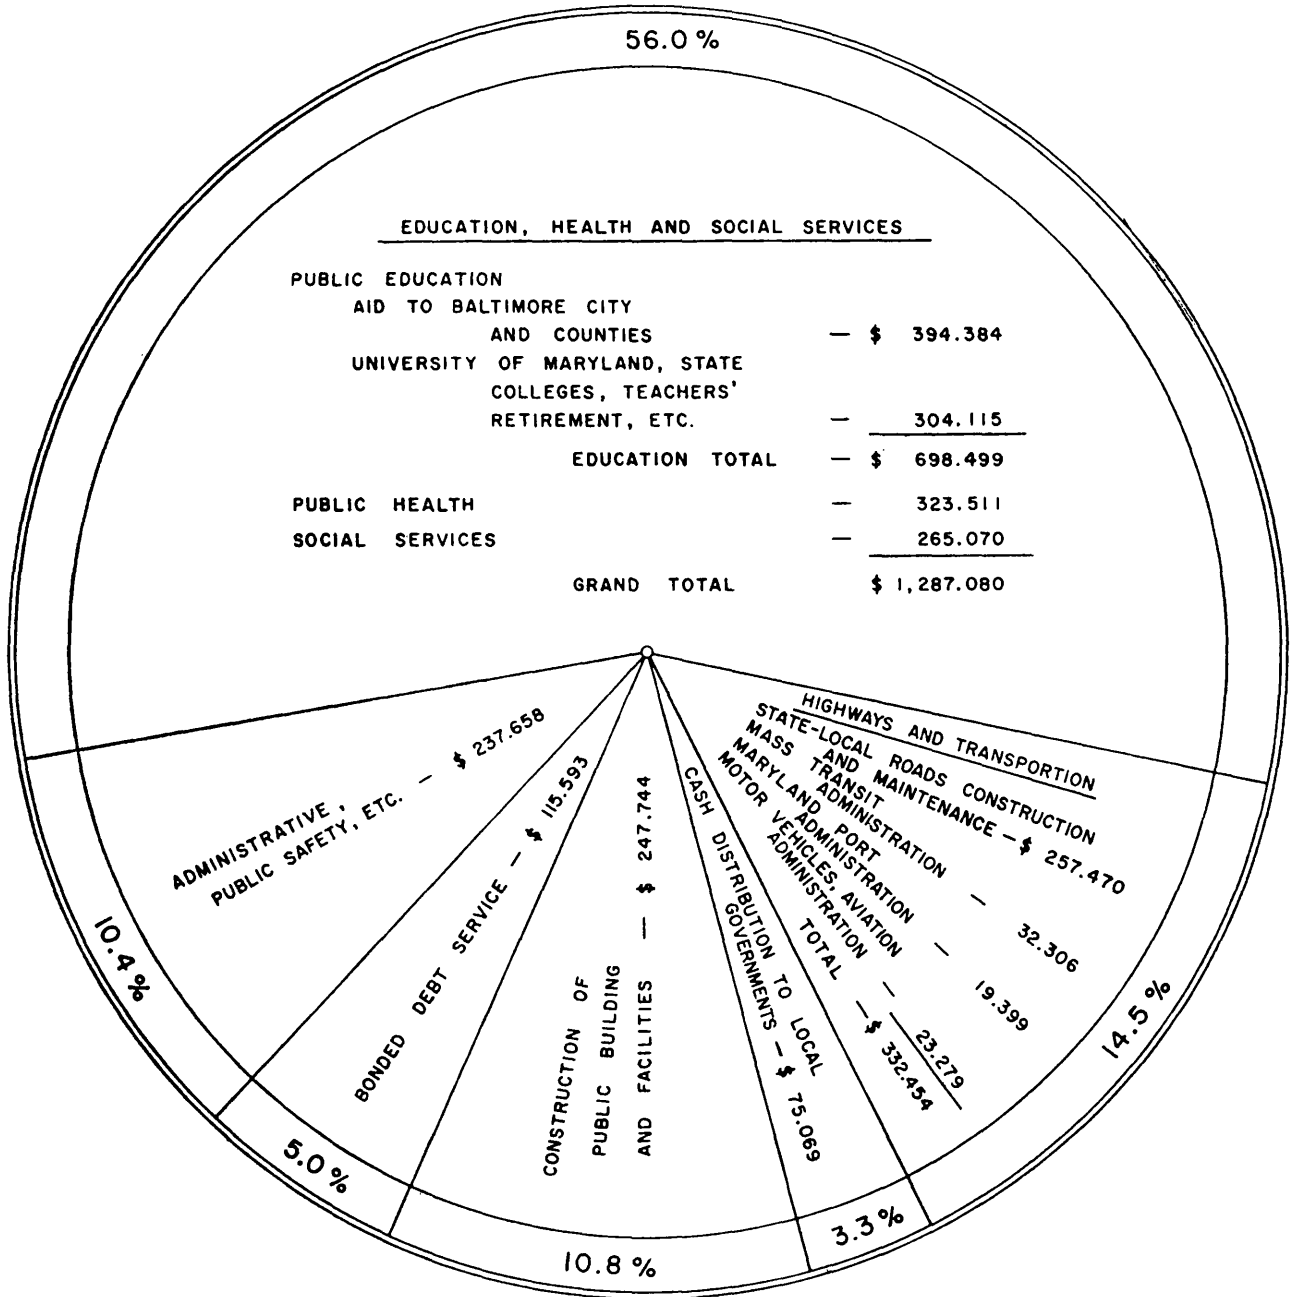 56.0 %
EDUCATION, HEALTH AND SOCIAL SERVICES
PUBLIC EDUCATION
AID TO BALTIMORE CITY
AND COUNTIES — $ 394.384
UNIVERSITY OF MARYLAND, STATE
COLLEGES, TEACHERS'
RETIREMENT, ETC. — 304.115
EDUCATION TOTAL — $ 698.499
PUBLIC HEALTH — 323.511
SOCIAL SERVICES — 265.070
GRAND TOTAL $ 1,287.080
HIGHWAYS AND TRANSPORTION
STATE-LOCAL ROADS CONSTRUCTION
AND MAINTENANCE — $ 257.470
MASS TRANSIT
ADMINISTRATION — 32.306
MARYLAND PORT
ADMINISTRATION — 19.399
MOTOR VEHICLES, AVIATION
ADMINISTRATION — 23.279
TOTAL — $ 332.454
14.5 %
CASH DISTRIBUTION TO LOCAL
GOVERNMENTS — $ 75.069
3.3 %
CONSTRUCTION OF
PUBLIC BUILDING
AND FACILITIES — $ 247.744
10.8 %
BONDED DEBT SERVICE — $ 115.593
5.0 %
ADMINISTRATIVE,
PUBLIC SAFETY, ETC. — $ 237.658
10.4 %